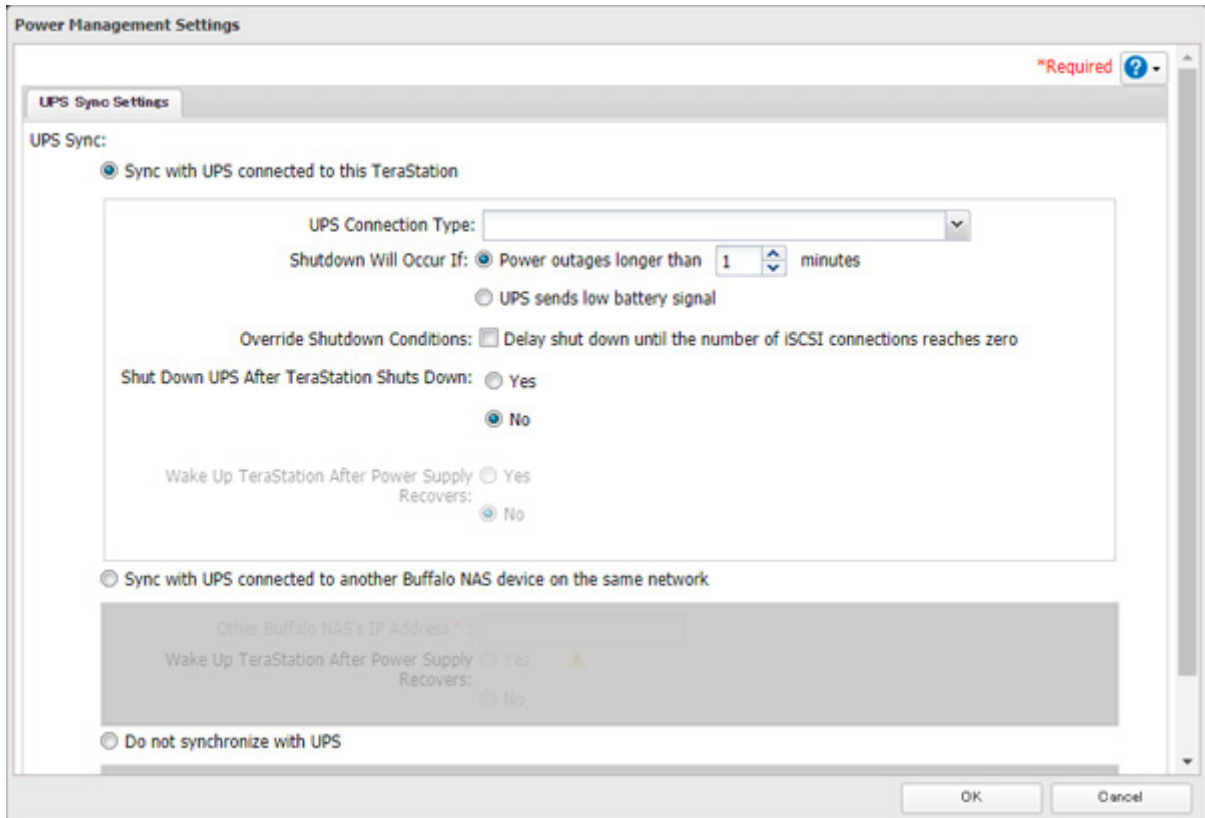 Power Management Settings
*Required
UPS Sync Settings
UPS Sync:
Sync with UPS connected to this TeraStation
UPS Connection Type:
Shutdown Will Occur If: Power outages longer than 1 minutes
UPS sends low battery signal
Override Shutdown Conditions: Delay shut down until the number of iSCSI connections reaches zero
Shut Down UPS After TeraStation Shuts Down: Yes
No
Wake Up TeraStation After Power Supply Yes
Recovers:
No
Sync with UPS connected to another Buffalo NAS device on the same network
Other Buffalo NAS's IP Address *:
Wake Up TeraStation After Power Supply Yes
Recovers:
No
Do not synchronize with UPS
OK Cancel